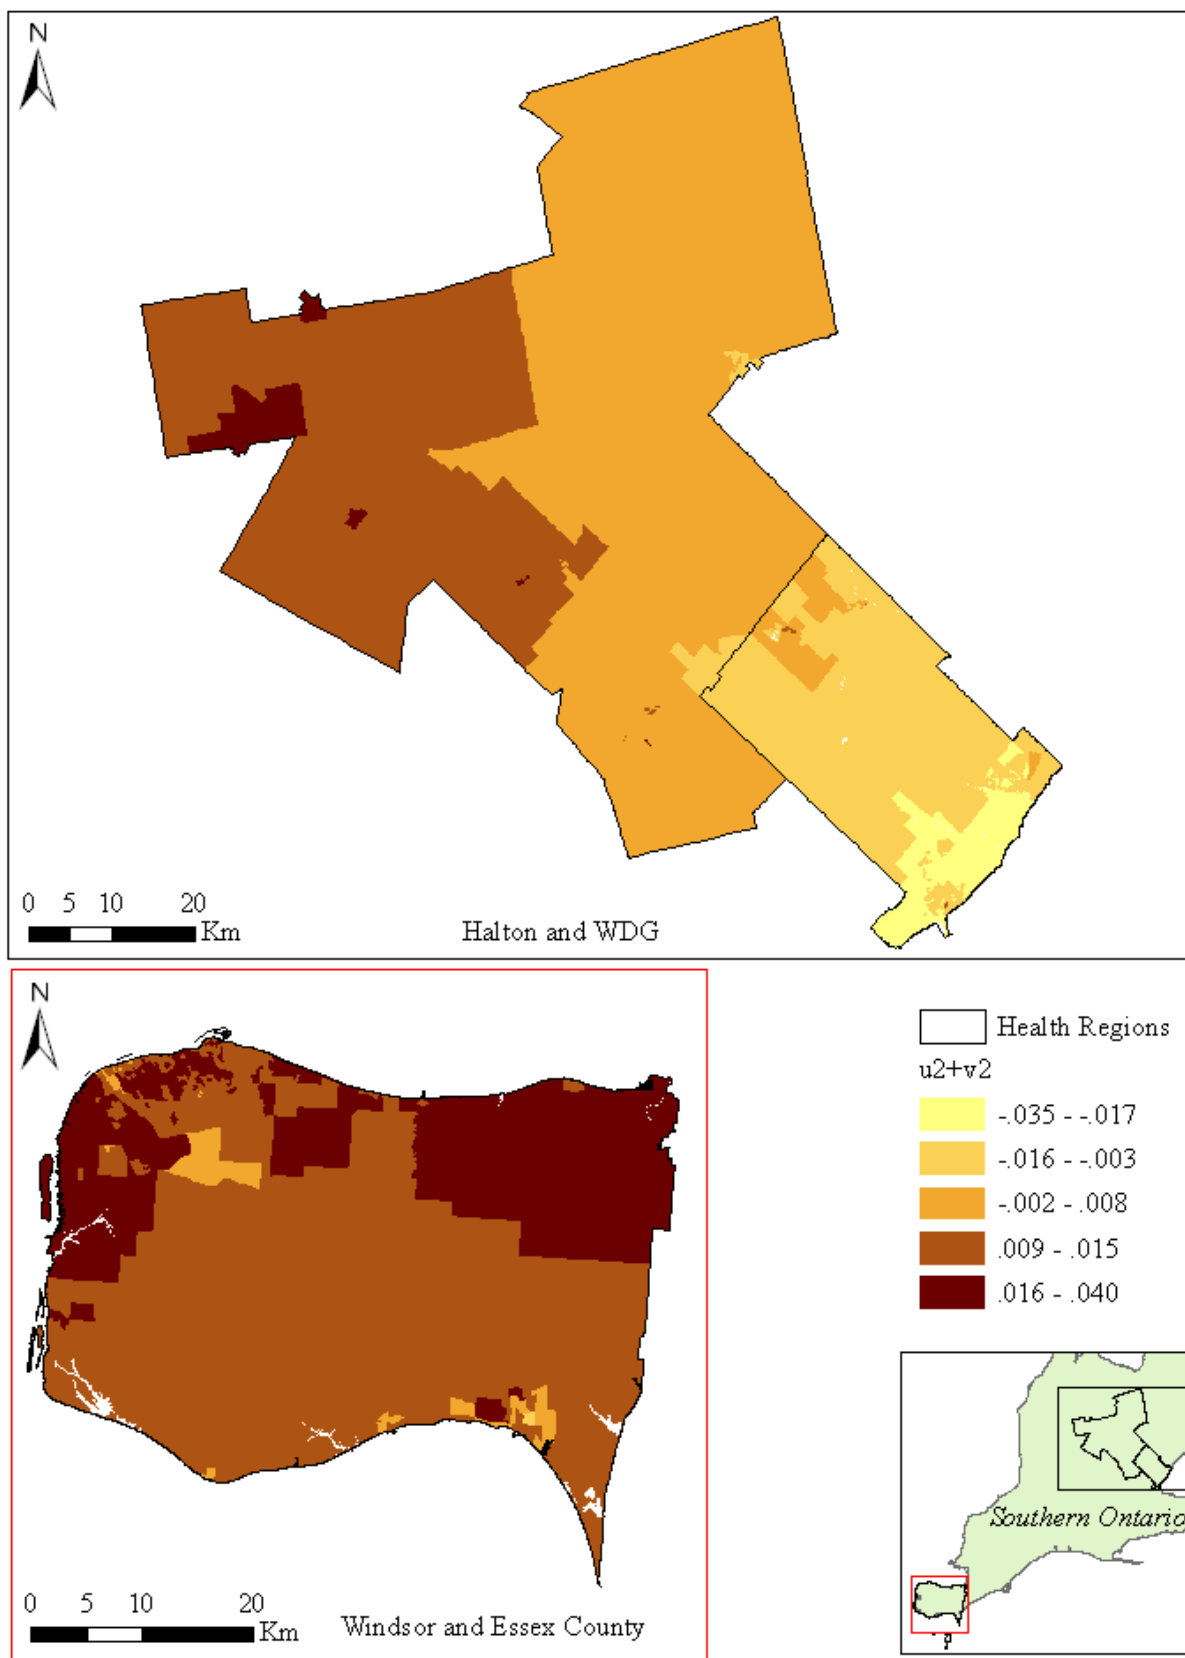 N
0 5 10 20
Km
Halton and WDG
N
0 5 10 20
Km
Windsor and Essex County
Health Regions
u2+v2
-.035 - -.017
-.016 - -.003
-.002 - .008
.009 - .015
.016 - .040
Southern Ontario